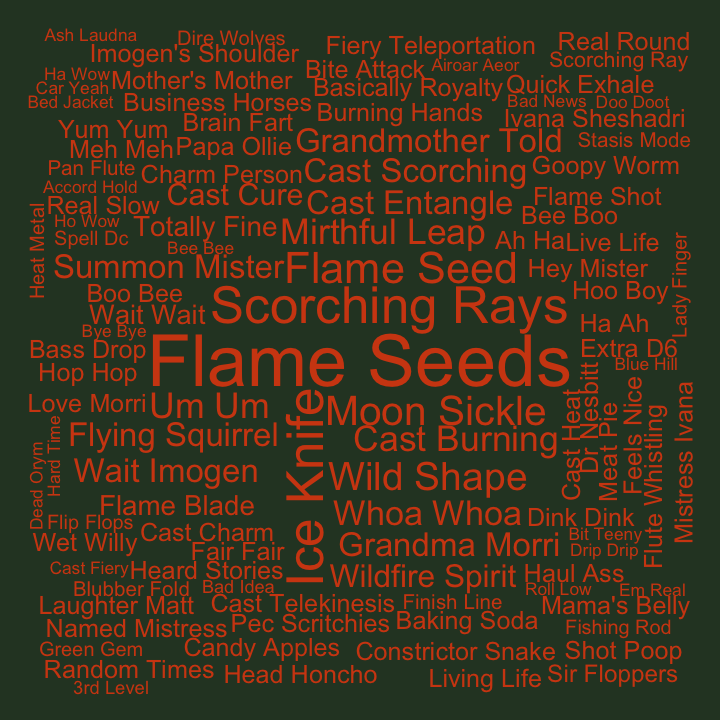 Ash Laudna
Dire Wolves
Imogen's Shoulder
Fiery Teleportation
Real Round
Scorching Ray
Ha Wow
Mother's Mother
Bite Attack
Airoar Aeor
Car Yeah
Basically Royalty
Quick Exhale
Bed Jacket
Business Horses
Burning Hands
Bad News
Doo Doot
Yum Yum
Brain Fart
Ivana Sheshadri
Meh Meh
Papa Ollie
Grandmother Told
Stasis Mode
Pan Flute
Charm Person
Cast Scorching
Goopy Worm
Accord Hold
Cast Cure
Flame Shot
Real Slow
Cast Entangle
Bee Boo
Ho Wow
Totally Fine
Mirthful Leap
Ah Ha
Live Life
Spell Dc
Bee Bee
Heat Metal
Summon Mister
Flame Seed
Hey Mister
Lady Finger
Boo Bee
Hoo Boy
Wait Wait
Scorching Rays
Ha Ah
Bye Bye
Bass Drop
Flame Seeds
Extra D6
Hop Hop
Blue Hill
Love Morri
Um Um
Moon Sickle
Cast Heat
Dr Nesbitt
Meat Pie
Feels Nice
Flute Whistling
Mistress Ivana
Flying Squirrel
Ice Knife
Cast Burning
Dead Orym
Hard Time
Wait Imogen
Wild Shape
Flame Blade
Whoa Whoa
Dink Dink
Flip Flops
Cast Charm
Bit Teeny
Wet Willy
Fair Fair
Grandma Morri
Drip Drip
Cast Fiery
Heard Stories
Wildfire Spirit
Haul Ass
Blubber Fold
Bad Idea
Roll Low
Em Real
Laughter Matt
Cast Telekinesis
Finish Line
Mama's Belly
Named Mistress
Pec Scritchies
Baking Soda
Fishing Rod
Green Gem
Candy Apples
Constrictor Snake
Shot Poop
Random Times
Head Honcho
Living Life
Sir Floppers
3rd Level